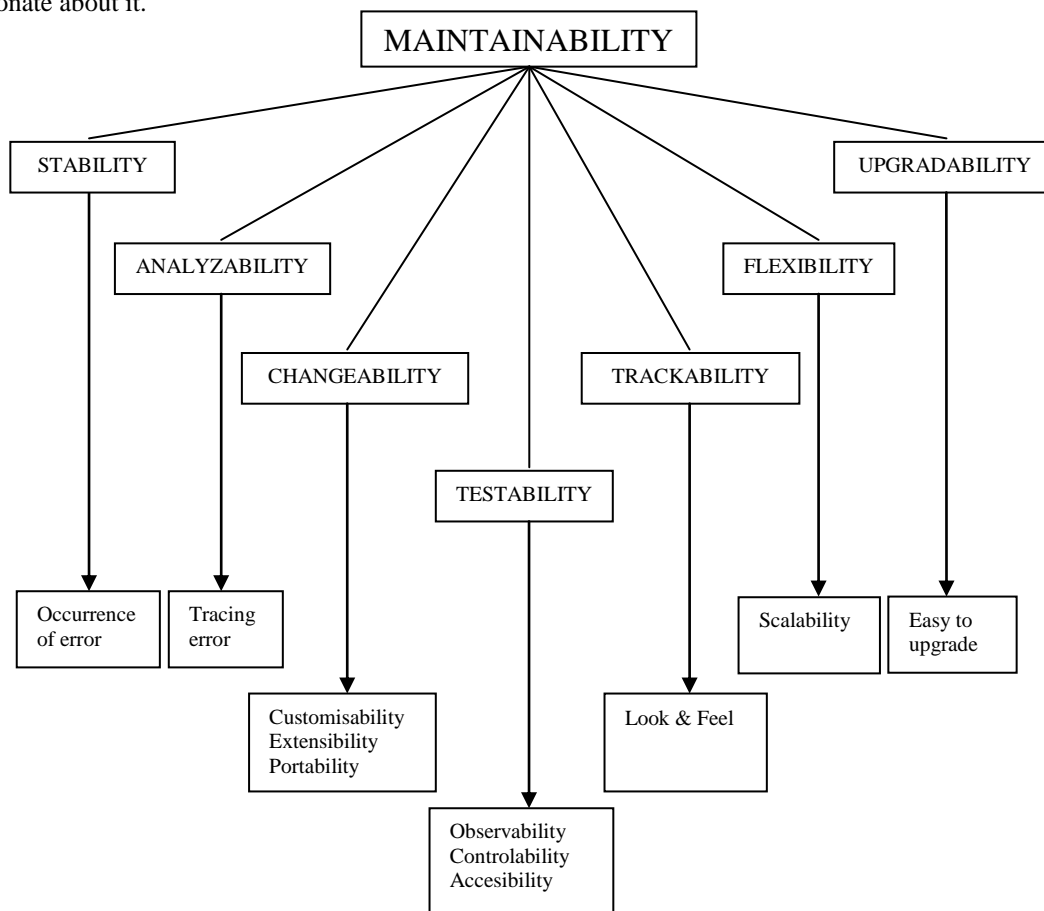 onate about it.
MAINTAINABILITY
STABILITY
UPGRADABILITY
ANALYZABILITY
FLEXIBILITY
CHANGEABILITY
TRACKABILITY
TESTABILITY
Occurrence
of error
Tracing
error
Scalability
Easy to
upgrade
Customisability
Extensibility
Portability
Look & Feel
Observability
Controlability
Accesibility